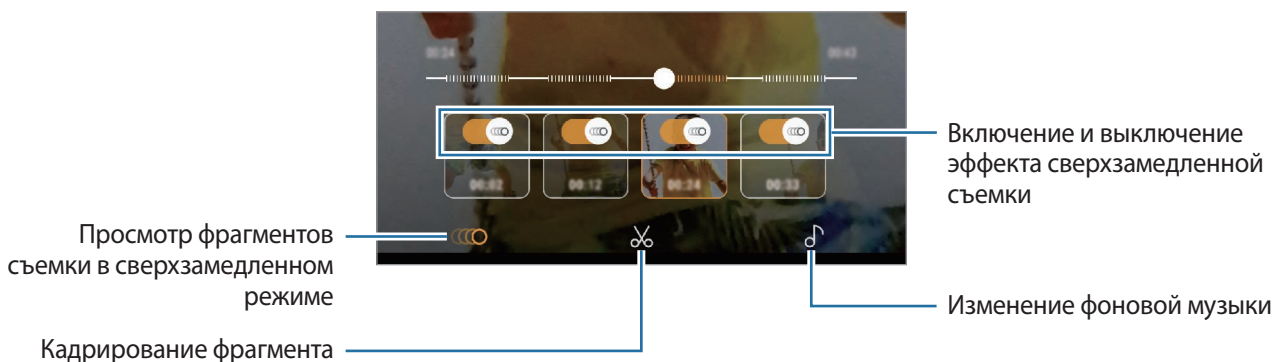 00:24
00:43
00:02
00:12
00:24
00:33
Включение и выключение
эффекта сверхзамедленной
съемки
Просмотр фрагментов
съемки в сверхзамедленном
режиме
Изменение фоновой музыки
Кадрирование фрагмента